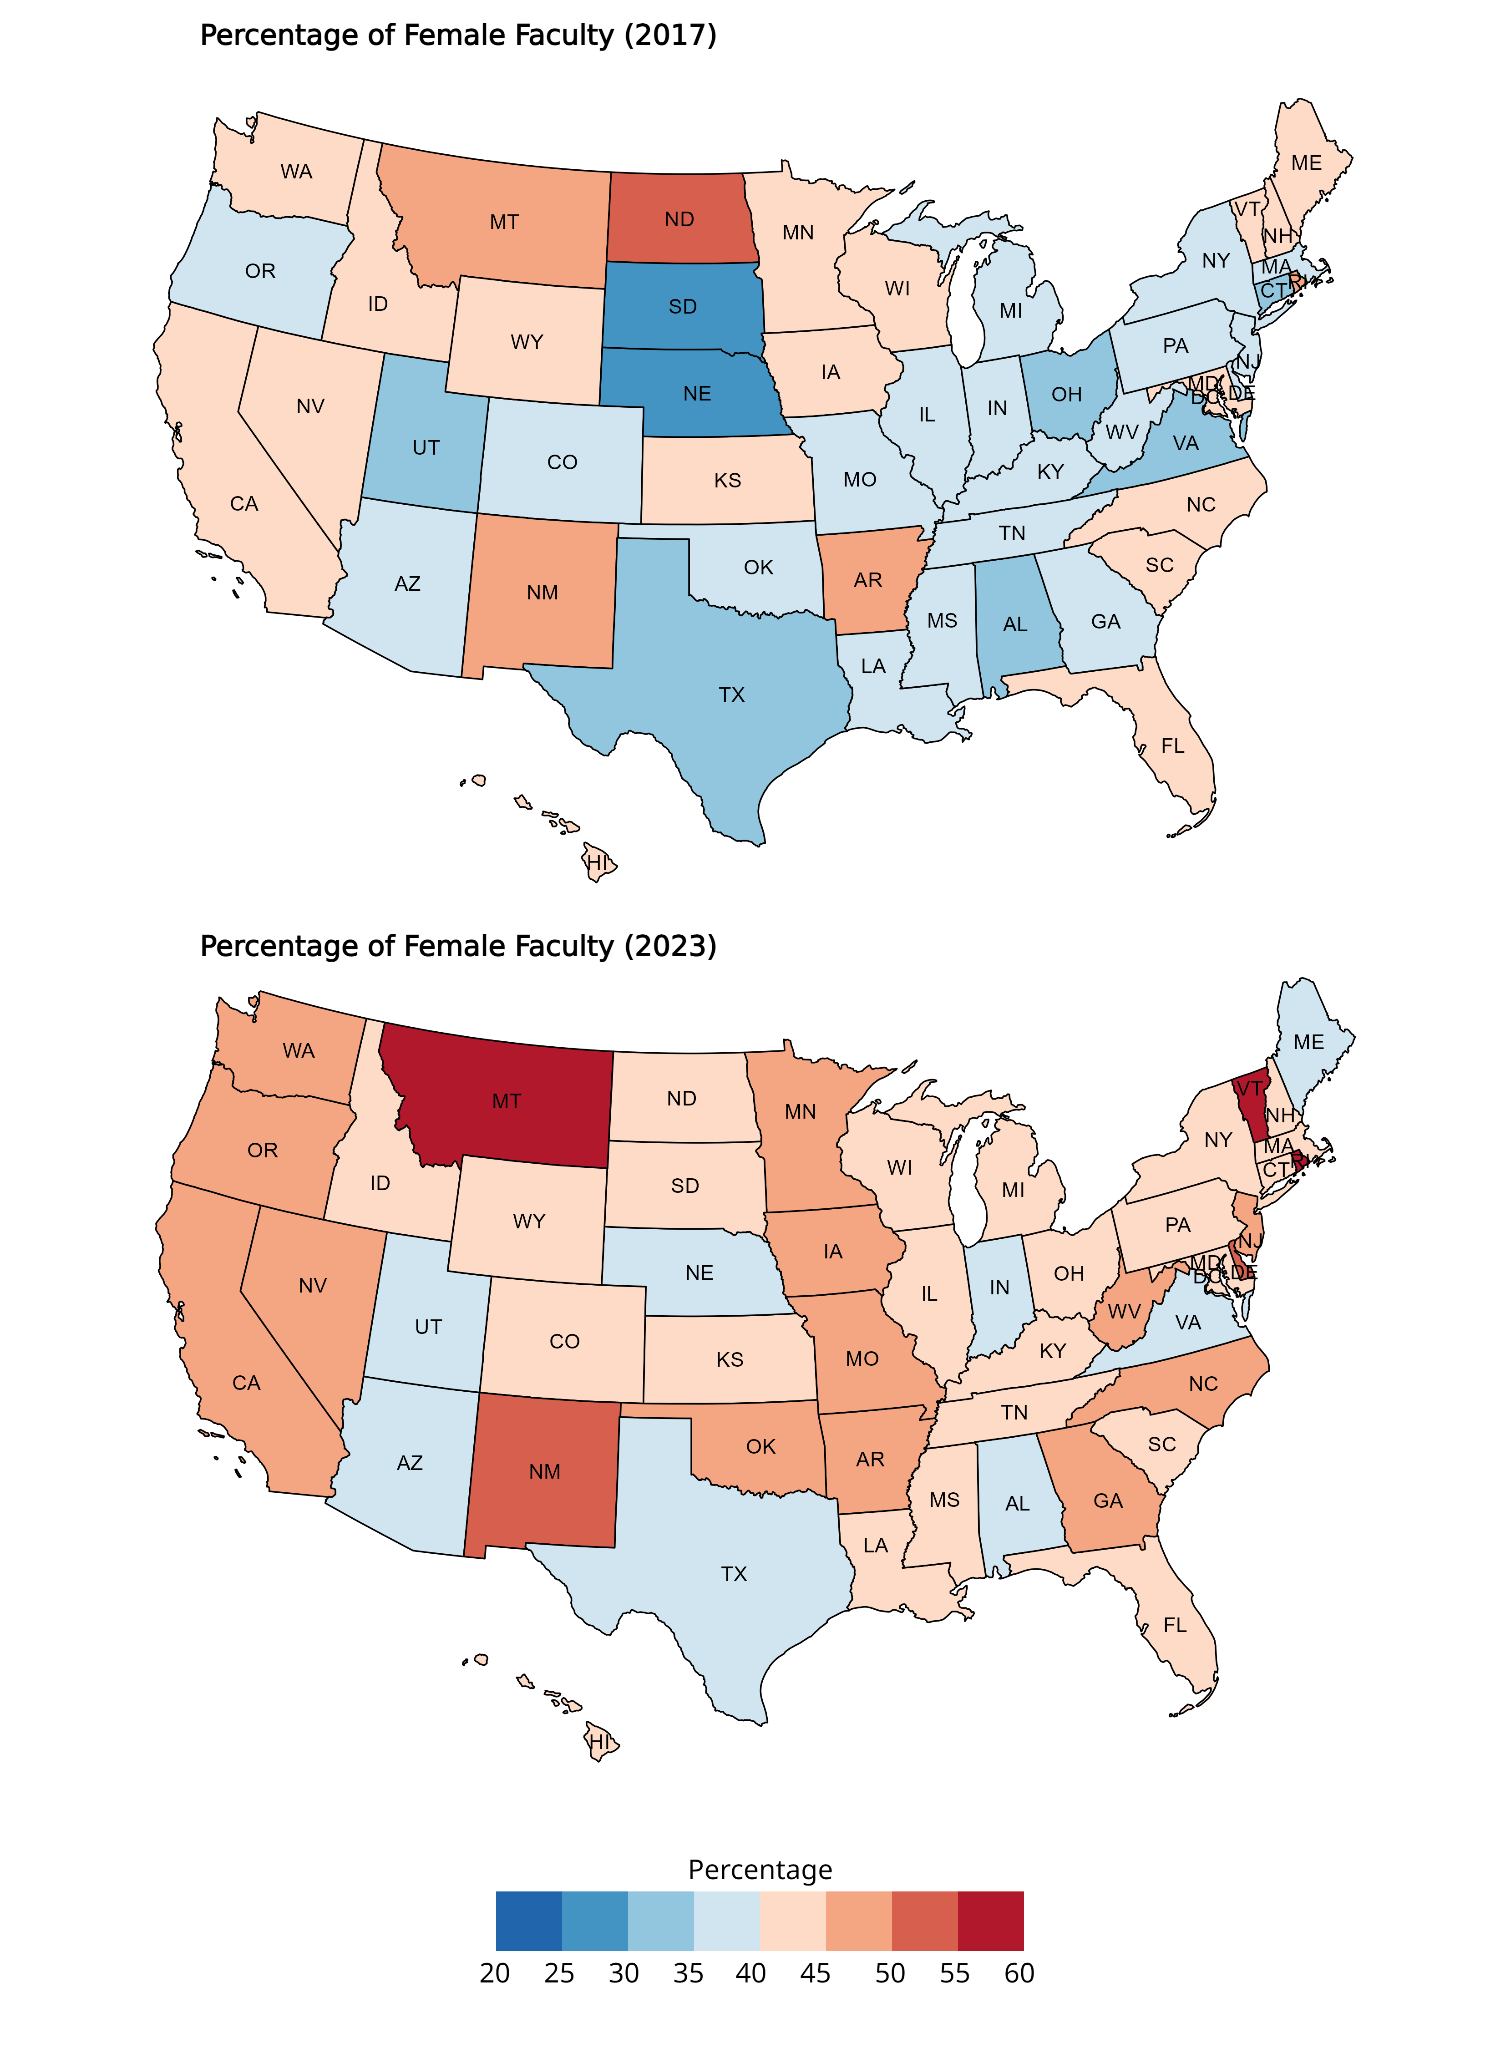 Percentage of Female Faculty (2017)
ME
WA
VT
MT
ND
MN
NH
NY
MA
OR
RI
CT
WI
ID
SD
MI
WY
PA
NJ
IA
MD
NE
DE
DC
OH
NV
IN
IL
WV
UT
VA
CO
KY
KS
MO
CA
NC
TN
OK
SC
AR
AZ
NM
MS
GA
AL
LA
TX
FL
HI
Percentage of Female Faculty (2023)
ME
WA
VT
MT
ND
MN
NH
NY
MA
OR
RI
CT
WI
ID
SD
MI
WY
PA
NJ
IA
MD
NE
DE
DC
OH
NV
IN
IL
WV
UT
VA
CO
KY
KS
MO
CA
NC
TN
OK
SC
AR
AZ
NM
MS
GA
AL
LA
TX
FL
HI
Percentage
20 25 30 35 40 45 50 55 60